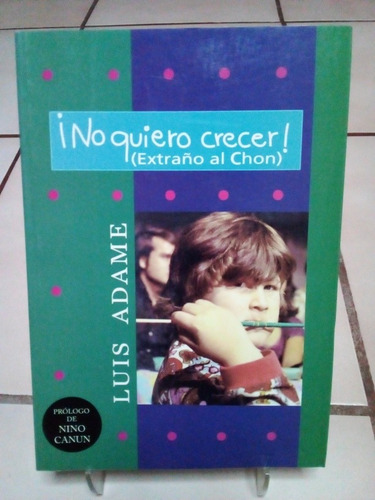 ¡No quiero crecer!
(Extraño al Chon)
LUIS ADAME
PRÓLOGO
DE
NINO
CANUN